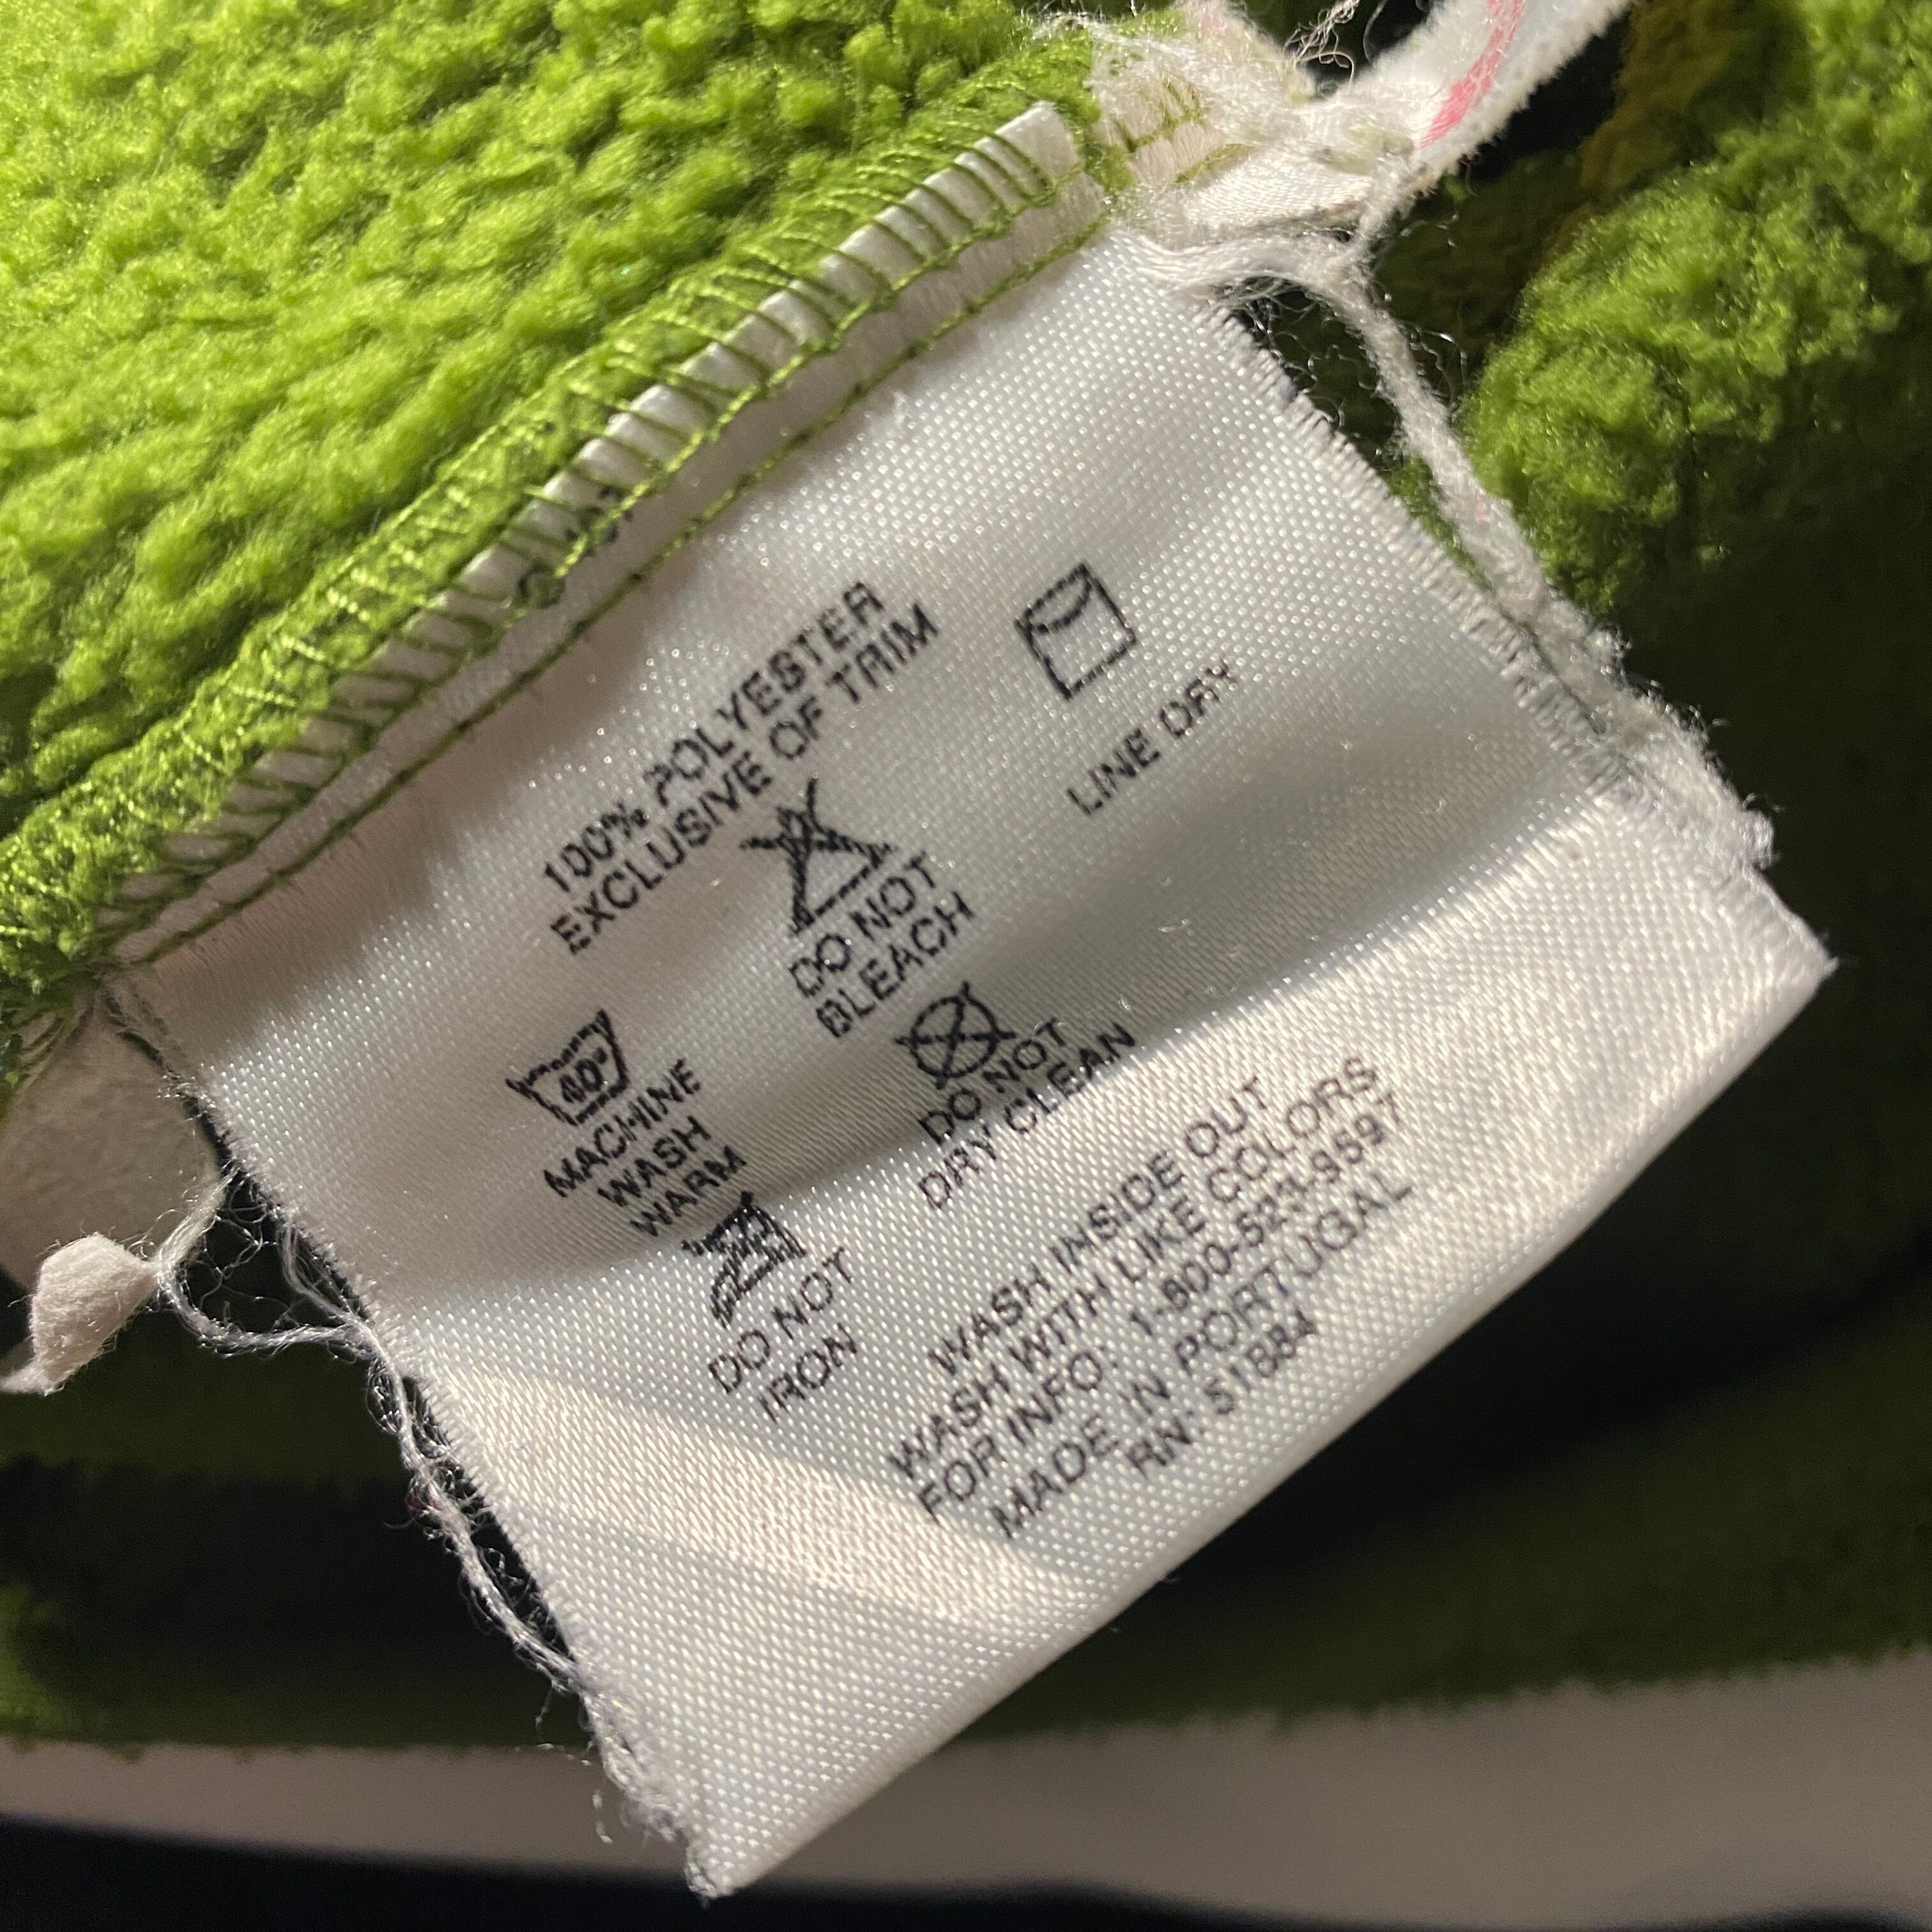 100% POLYESTER
EXCLUSIVE OF TRIM
40°
MACHINE
WASH
WARM
DO NOT
BLEACH
LINE DRY
DO NOT
IRON
DO NOT
DRY CLEAN
WASH INSIDE OUT
WASH WITH LIKE COLORS
FOR INFO. 1-800-523-9597
MADE IN PORTUGAL
RN 51884